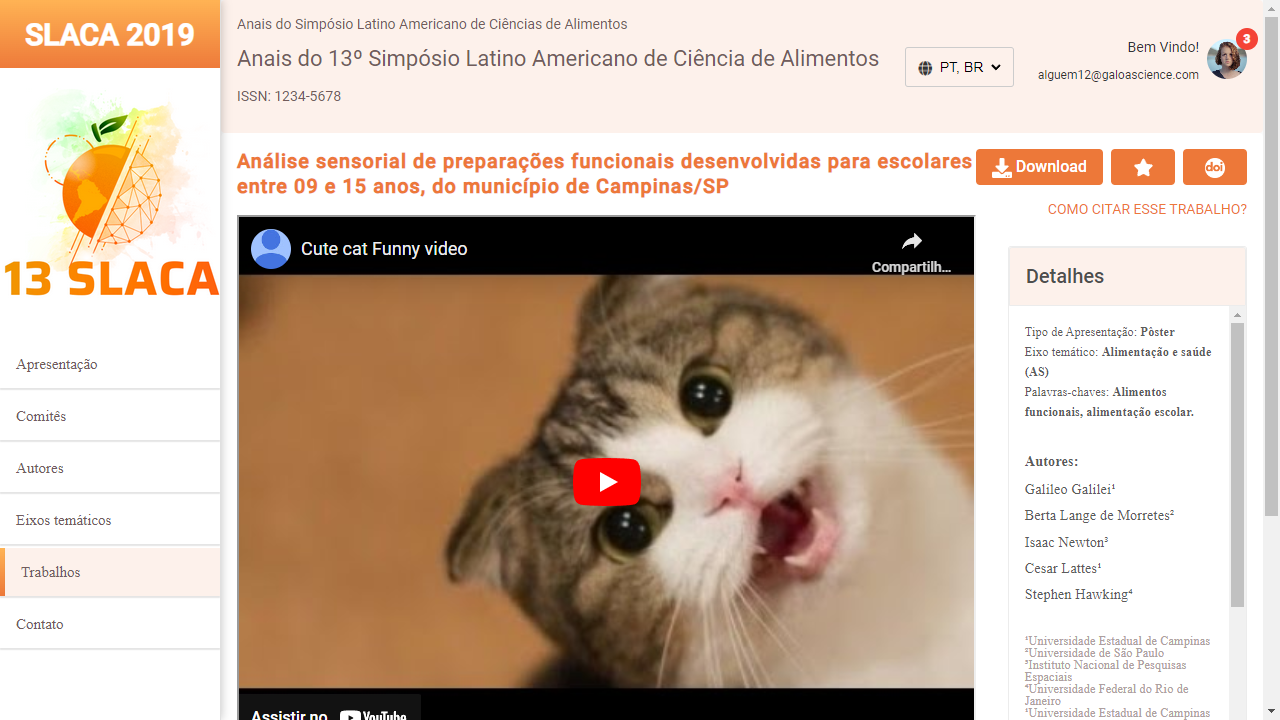 SLACA 2019
13 SLACA
Apresentação
Comitês
Autores
Eixos temáticos
Trabalhos
Contato
Anais do Simpósio Latino Americano de Ciências de Alimentos
Anais do 13º Simpósio Latino Americano de Ciência de Alimentos
ISSN: 1234-5678
PT, BR
Bem Vindo!
alguem12@galoascience.com
3
Análise sensorial de preparações funcionais desenvolvidas para escolares
entre 09 e 15 anos, do município de Campinas/SP
Download
doi
COMO CITAR ESSE TRABALHO?
Cute cat Funny video
Compartilh...
Assistir no YouTube
Detalhes
Tipo de Apresentação: Pôster
Eixo temático: Alimentação e saúde
(AS)
Palavras-chaves: Alimentos
funcionais, alimentação escolar.
Autores:
Galileo Galilei¹
Berta Lange de Morretes²
Isaac Newton³
Cesar Lattes¹
Stephen Hawking⁴
¹Universidade Estadual de Campinas
²Universidade de São Paulo
³Instituto Nacional de Pesquisas
Espaciais
⁴Universidade Federal do Rio de
Janeiro
¹Universidade Estadual de Campinas